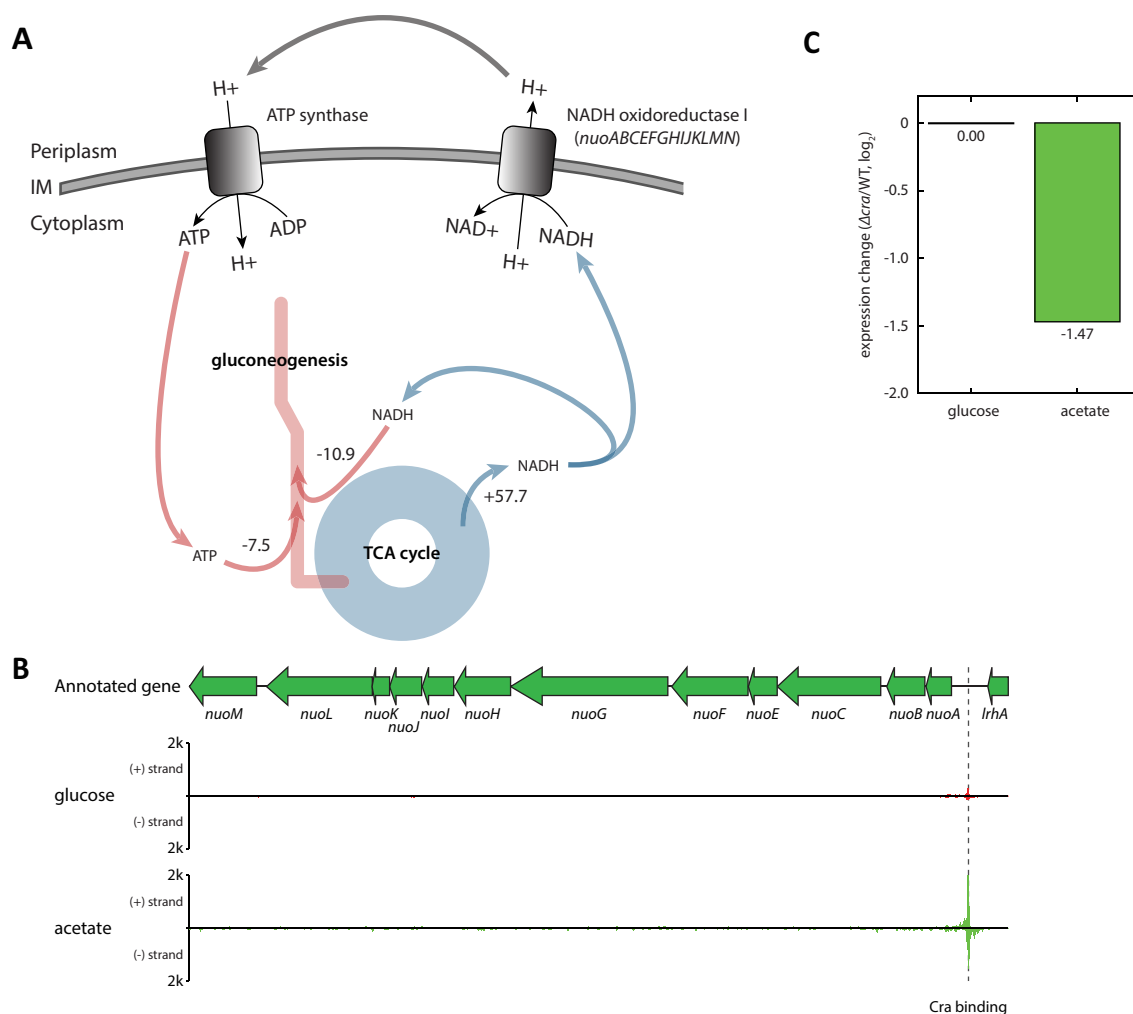 A
H+
H+
ATP synthase
NADH oxidoreductase I
(nuoABCEFGHIJKLMN)
Periplasm
IM
Cytoplasm
ATP
ADP
H+
NAD+
NADH
H+
gluconeogenesis
NADH
-10.9
NADH
+57.7
-7.5
ATP
TCA cycle
C
expression change (Δcra/WT, log2)
0
-0.5
-1.0
-1.5
-2.0
0.00
-1.47
glucose
acetate
B
Annotated gene
nuoM
nuoL
nuoK
nuoJ
nuoI
nuoH
nuoG
nuoF
nuoE
nuoC
nuoB
nuoA
lrhA
2k
(+) strand
glucose
(-) strand
2k
2k
(+) strand
acetate
(-) strand
2k
Cra binding